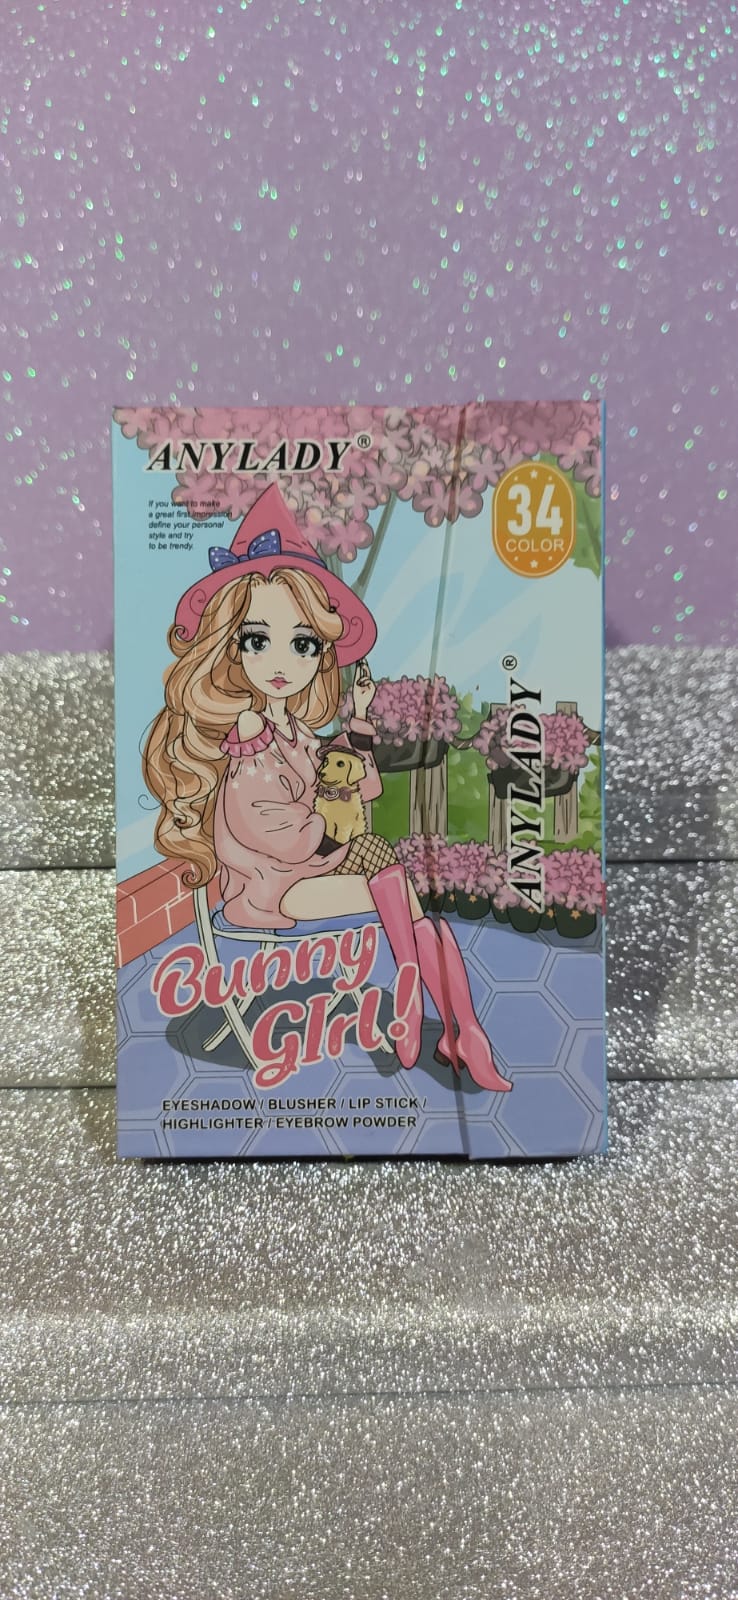 ANYLADY®
If you want to make
a great first impression
define your personal
style and try
to be trendy.
34
COLOR
ANYLADY®
Bunny
GIrl!
EYESHADOW / BLUSHER / LIP STICK /
HIGHLIGHTER / EYEBROW POWDER